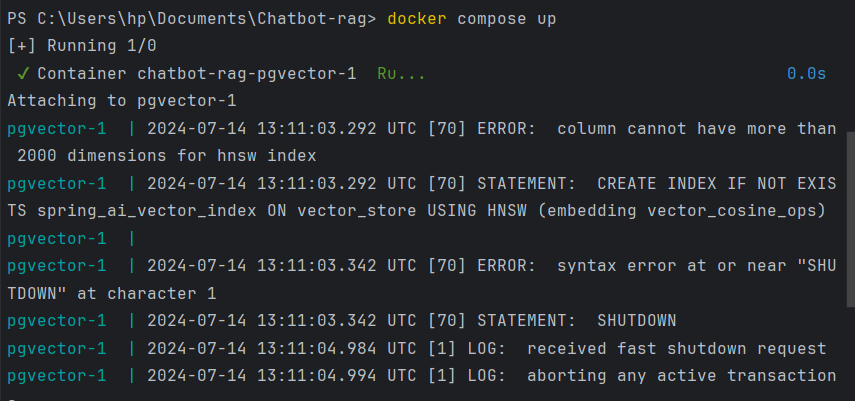 PS C:\Users\hp\Documents\Chatbot-rag> docker compose up
[+] Running 1/0
✓ Container chatbot-rag-pgvector-1  Ru...  0.0s
Attaching to pgvector-1
pgvector-1  | 2024-07-14 13:11:03.292 UTC [70] ERROR:  column cannot have more than
 2000 dimensions for hnsw index
pgvector-1  | 2024-07-14 13:11:03.292 UTC [70] STATEMENT:  CREATE INDEX IF NOT EXIS
TS spring_ai_vector_index ON vector_store USING HNSW (embedding vector_cosine_ops)
pgvector-1  |
pgvector-1  | 2024-07-14 13:11:03.342 UTC [70] ERROR:  syntax error at or near "SHU
TDOWN" at character 1
pgvector-1  | 2024-07-14 13:11:03.342 UTC [70] STATEMENT:  SHUTDOWN
pgvector-1  | 2024-07-14 13:11:04.984 UTC [1] LOG:  received fast shutdown request
pgvector-1  | 2024-07-14 13:11:04.994 UTC [1] LOG:  aborting any active transaction